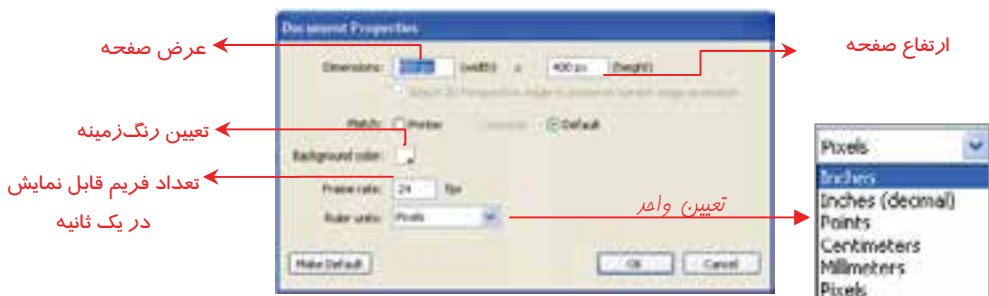 Document Properties
عرض صفحه
ارتفاع صفحه
Dimensions: (width) x 400 px (height)
Match: Printer Default
تعیین رنگ‌زمینه
Background color:
تعداد فریم قابل نمایش
در یک ثانیه
Frame rate: 24 fps
Ruler units: Pixels
تعیین واحد
Make Default OK Cancel
Pixels
Inches
Inches (decimal)
Points
Centimeters
Millimeters
Pixels